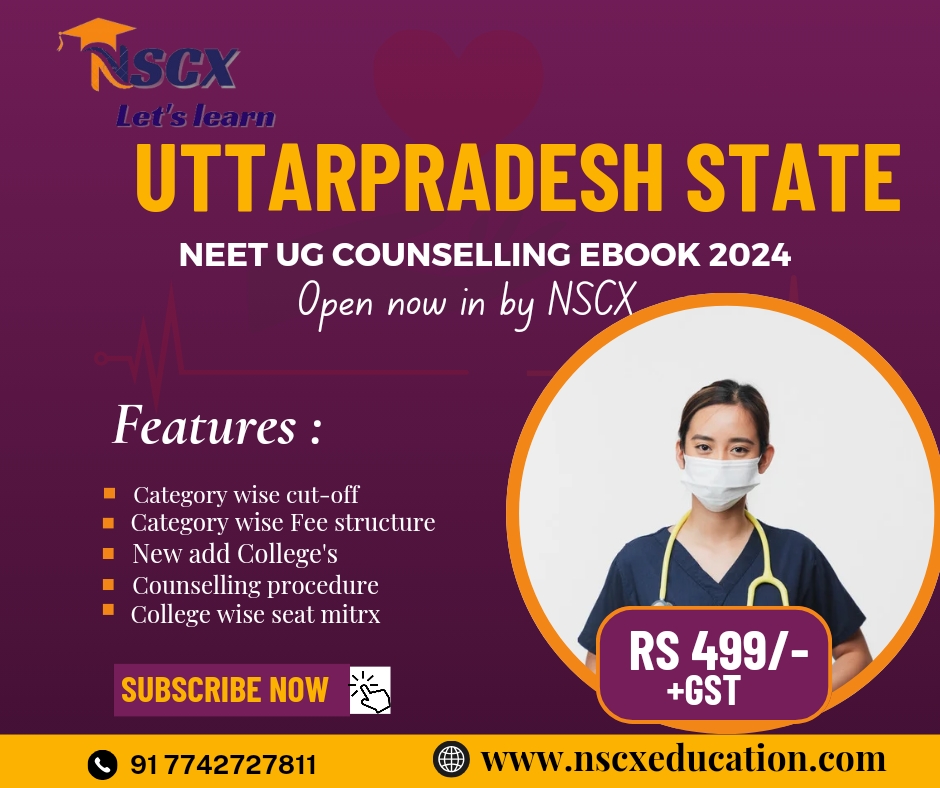 NSCX
Let's learn
UTTARPRADESH STATE
NEET UG COUNSELLING EBOOK 2024
Open now in by NSCX
Features :
Category wise cut-off
Category wise Fee structure
New add College's
Counselling procedure
College wise seat mitrx
RS 499/-
+GST
SUBSCRIBE NOW
91 7742727811
www.nscxeducation.com